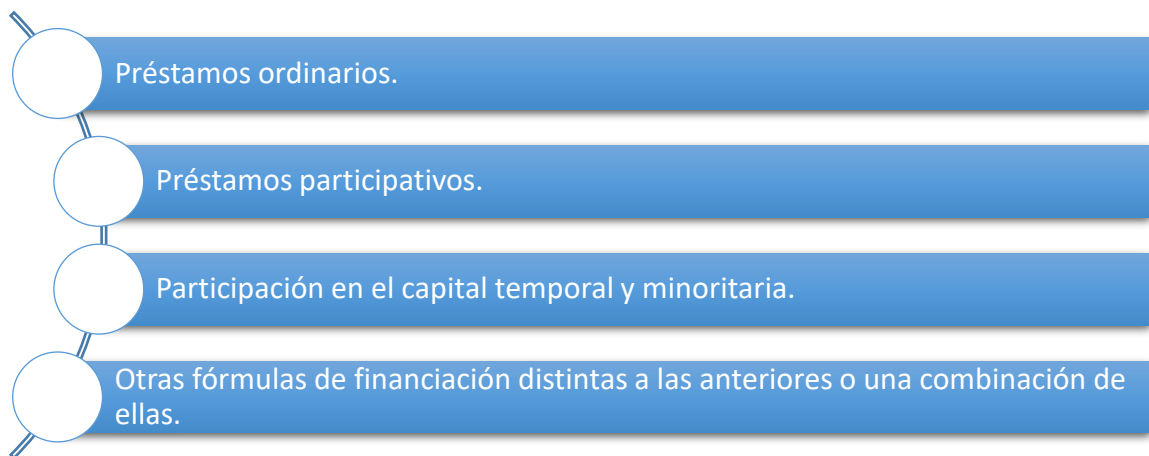 Préstamos ordinarios.
Préstamos participativos.
Participación en el capital temporal y minoritaria.
Otras fórmulas de financiación distintas a las anteriores o una combinación de
ellas.